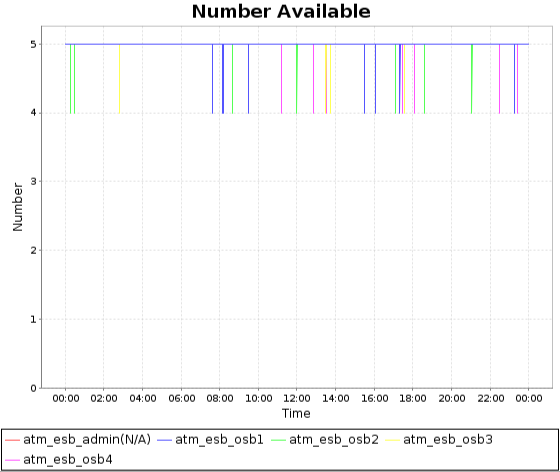 Number Available
5
4
3
2
1
0
Number
00:00 02:00 04:00 06:00 08:00 10:00 12:00 14:00 16:00 18:00 20:00 22:00 00:00
Time
atm_esb_admin(N/A) atm_esb_osb1 atm_esb_osb2 atm_esb_osb3
atm_esb_osb4